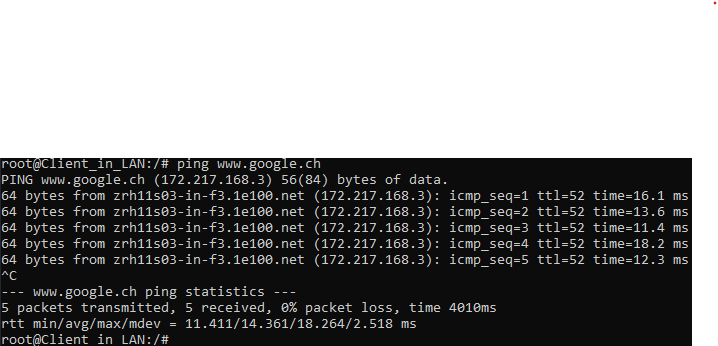 root@Client_in_LAN:/# ping www.google.ch
PING www.google.ch (172.217.168.3) 56(84) bytes of data.
64 bytes from zrh11s03-in-f3.1e100.net (172.217.168.3): icmp_seq=1 ttl=52 time=16.1 ms
64 bytes from zrh11s03-in-f3.1e100.net (172.217.168.3): icmp_seq=2 ttl=52 time=13.6 ms
64 bytes from zrh11s03-in-f3.1e100.net (172.217.168.3): icmp_seq=3 ttl=52 time=11.4 ms
64 bytes from zrh11s03-in-f3.1e100.net (172.217.168.3): icmp_seq=4 ttl=52 time=18.2 ms
64 bytes from zrh11s03-in-f3.1e100.net (172.217.168.3): icmp_seq=5 ttl=52 time=12.3 ms
^C
--- www.google.ch ping statistics ---
5 packets transmitted, 5 received, 0% packet loss, time 4010ms
rtt min/avg/max/mdev = 11.411/14.361/18.264/2.518 ms
root@Client_in_LAN:/#